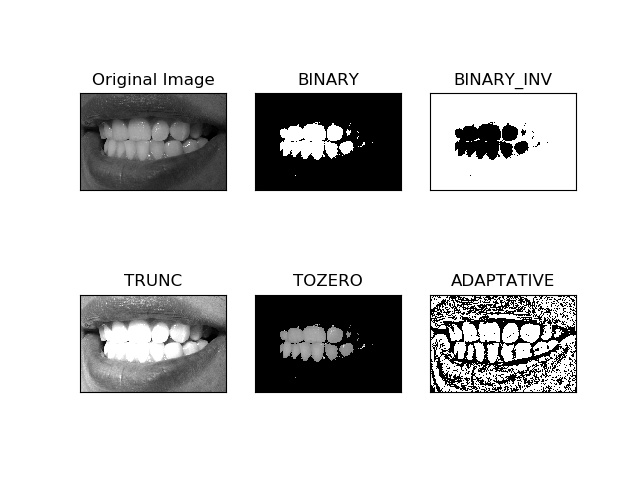 Original Image
BINARY
BINARY_INV
TRUNC
TOZERO
ADAPTATIVE